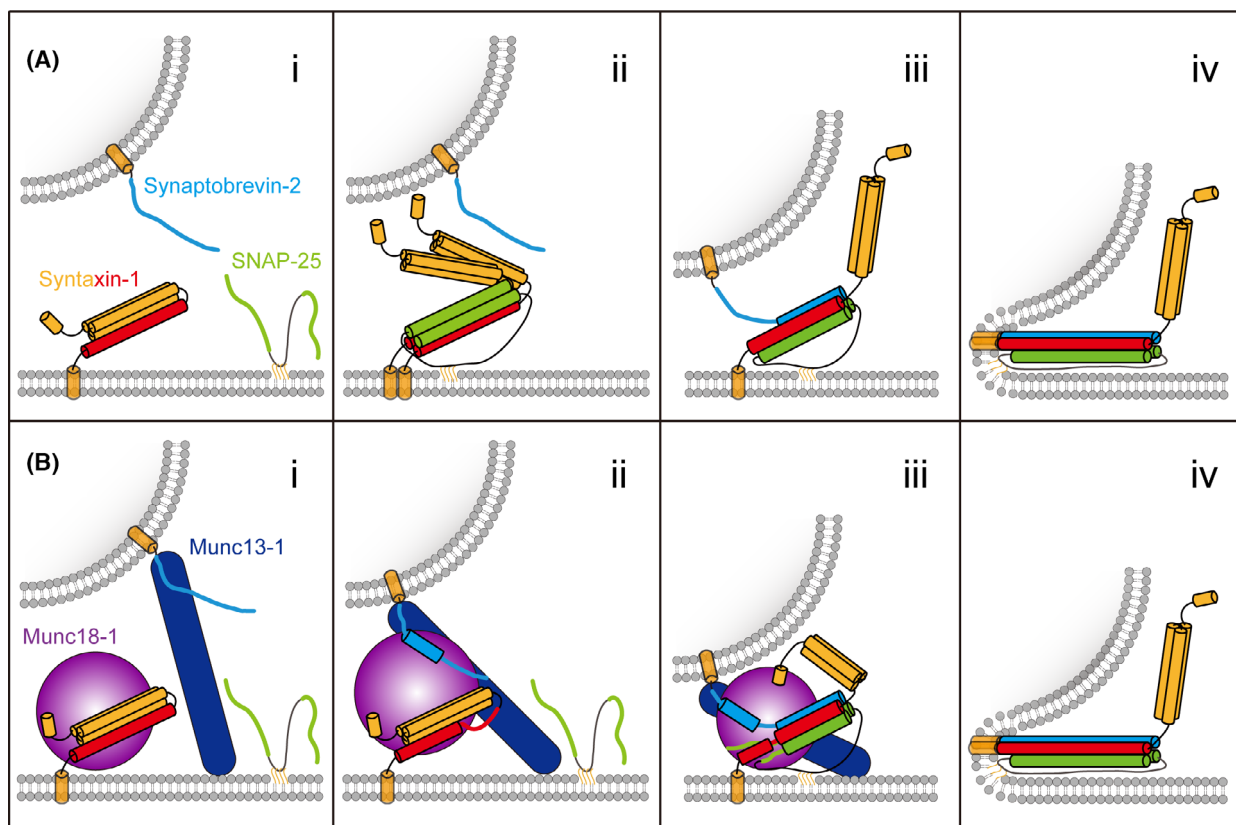 (A)
i
ii
iii
iv
Synaptobrevin-2
SNAP-25
Syntaxin-1
(B)
i
ii
iii
iv
Munc13-1
Munc18-1